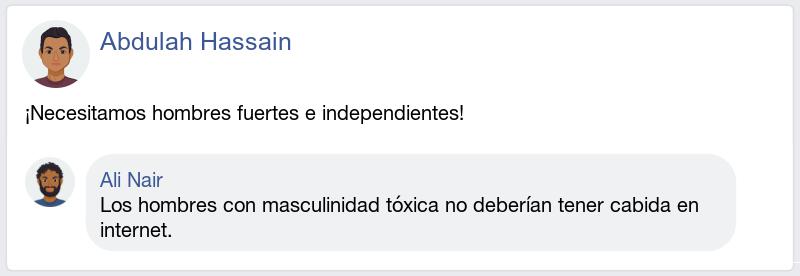 Abdulah Hassain
¡Necesitamos hombres fuertes e independientes!
Ali Nair
Los hombres con masculinidad tóxica no deberían tener cabida en
internet.